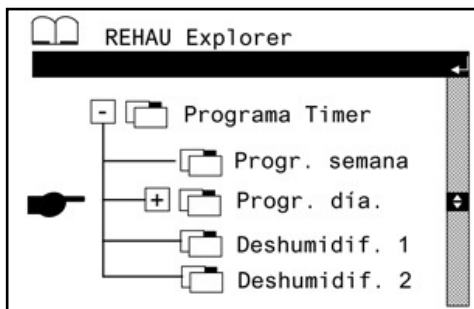 REHAU Explorer
Programa Timer
Progr. semana
Progr. día.
Deshumidif. 1
Deshumidif. 2